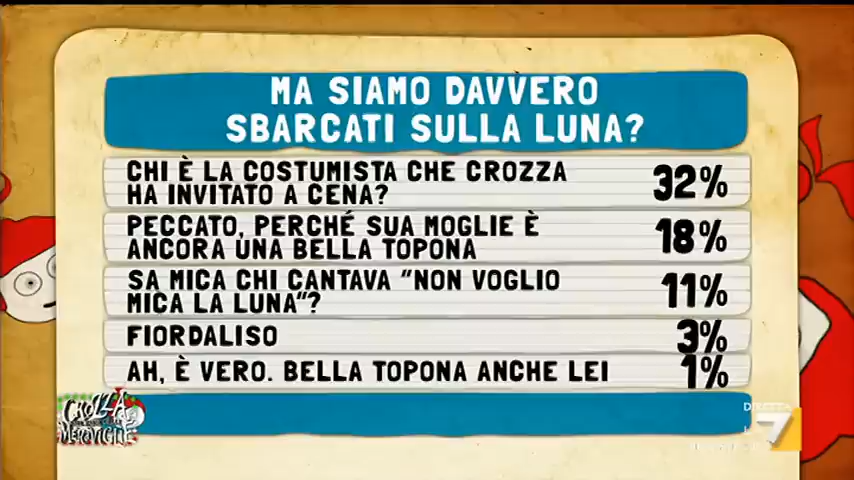 MA SIAMO DAVVERO
SBARCATI SULLA LUNA?
CHI È LA COSTUMISTA CHE CROZZA
HA INVITATO A CENA?
32%
PECCATO, PERCHÉ SUA MOGLIE È
ANCORA UNA BELLA TOPONA
18%
SA MICA CHI CANTAVA "NON VOGLIO
MICA LA LUNA"?
11%
FIORDALISO
3%
AH, È VERO. BELLA TOPONA ANCHE LEI
1%
CROZZA
MERAVIGLIE
DIRETTA
7